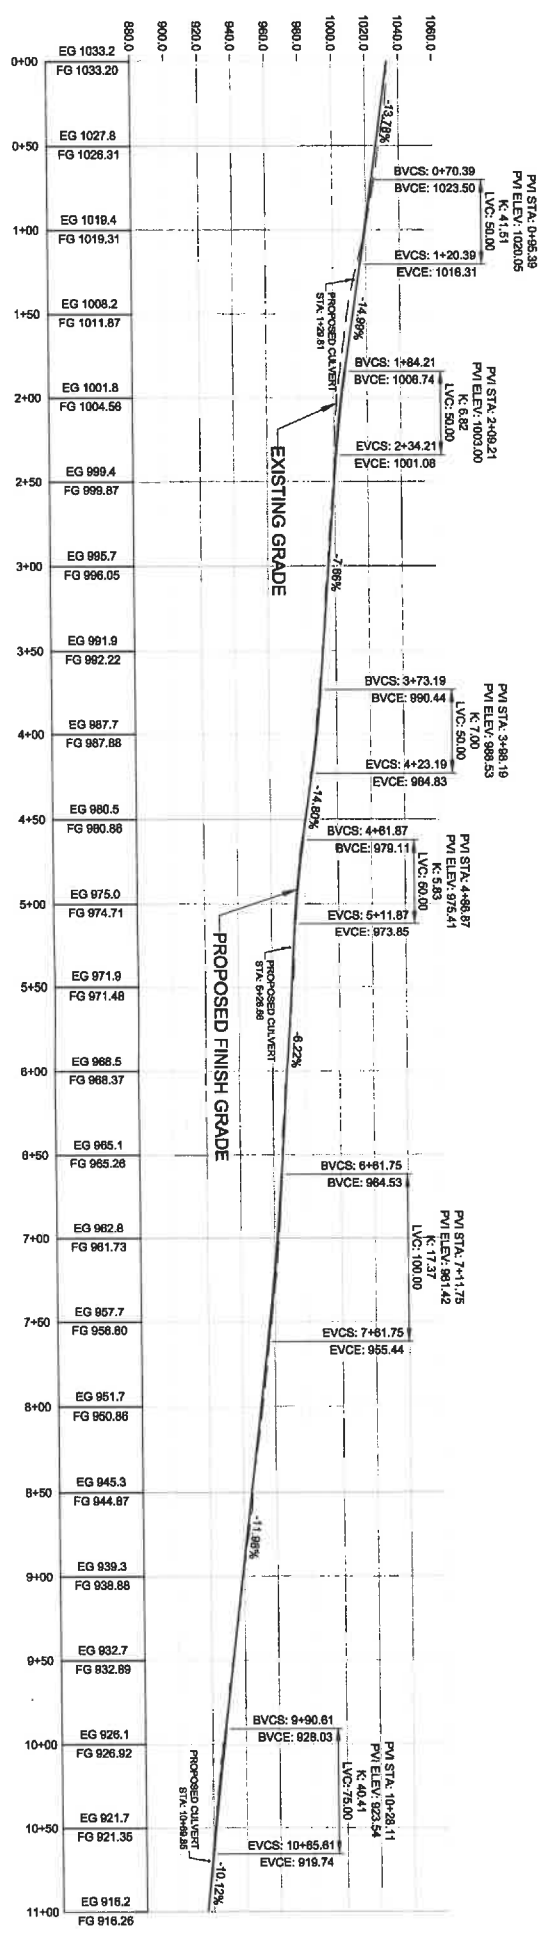 880.0
900.0
920.0
940.0
960.0
980.0
1000.0
1020.0
1040.0
1060.0
0+00
EG 1033.2
FG 1033.20
-13.78%
0+50
EG 1027.8
FG 1026.31
BVCS: 0+70.39
BVCE: 1023.50
PVI STA: 0+95.39
PVI ELEV: 1020.05
K: 41.51
LVC: 50.00
1+00
EG 1019.4
FG 1019.31
EVCS: 1+20.39
EVCE: 1016.31
PROPOSED CULVERT
STA: 1+29.81
-14.99%
1+50
EG 1008.2
FG 1011.87
BVCS: 1+84.21
BVCE: 1006.74
PVI STA: 2+09.21
PVI ELEV: 1003.00
K: 6.82
LVC: 50.00
2+00
EG 1001.8
FG 1004.56
EVCS: 2+34.21
EVCE: 1001.08
EXISTING GRADE
2+50
EG 999.4
FG 999.87
3+00
EG 995.7
FG 996.05
-7.66%
3+50
EG 991.9
FG 992.22
BVCS: 3+73.19
BVCE: 990.44
PVI STA: 3+98.19
PVI ELEV: 988.53
K: 7.00
LVC: 50.00
4+00
EG 987.7
FG 987.88
EVCS: 4+23.19
EVCE: 984.83
-14.80%
4+50
EG 980.5
FG 980.86
BVCS: 4+61.87
BVCE: 979.11
PVI STA: 4+86.87
PVI ELEV: 975.41
K: 5.83
LVC: 50.00
5+00
EG 975.0
FG 974.71
EVCS: 5+11.87
EVCE: 973.85
PROPOSED FINISH GRADE
PROPOSED CULVERT
STA: 5+26.86
5+50
EG 971.9
FG 971.48
-6.22%
6+00
EG 968.5
FG 968.37
6+50
EG 965.1
FG 965.26
BVCS: 6+61.75
BVCE: 964.53
PVI STA: 7+11.75
PVI ELEV: 961.42
K: 17.37
LVC: 100.00
7+00
EG 962.8
FG 961.73
7+50
EG 957.7
FG 956.60
EVCS: 7+61.75
EVCE: 955.44
8+00
EG 951.7
FG 950.86
8+50
EG 945.3
FG 944.87
-11.98%
9+00
EG 939.3
FG 938.88
9+50
EG 932.7
FG 932.89
BVCS: 9+90.61
BVCE: 928.03
PVI STA: 10+28.11
PVI ELEV: 923.54
K: 40.41
LVC: 75.00
10+00
EG 926.1
FG 926.92
10+50
EG 921.7
FG 921.35
EVCS: 10+65.61
EVCE: 919.74
PROPOSED CULVERT
STA: 10+69.85
-10.12%
11+00
EG 916.2
FG 916.26